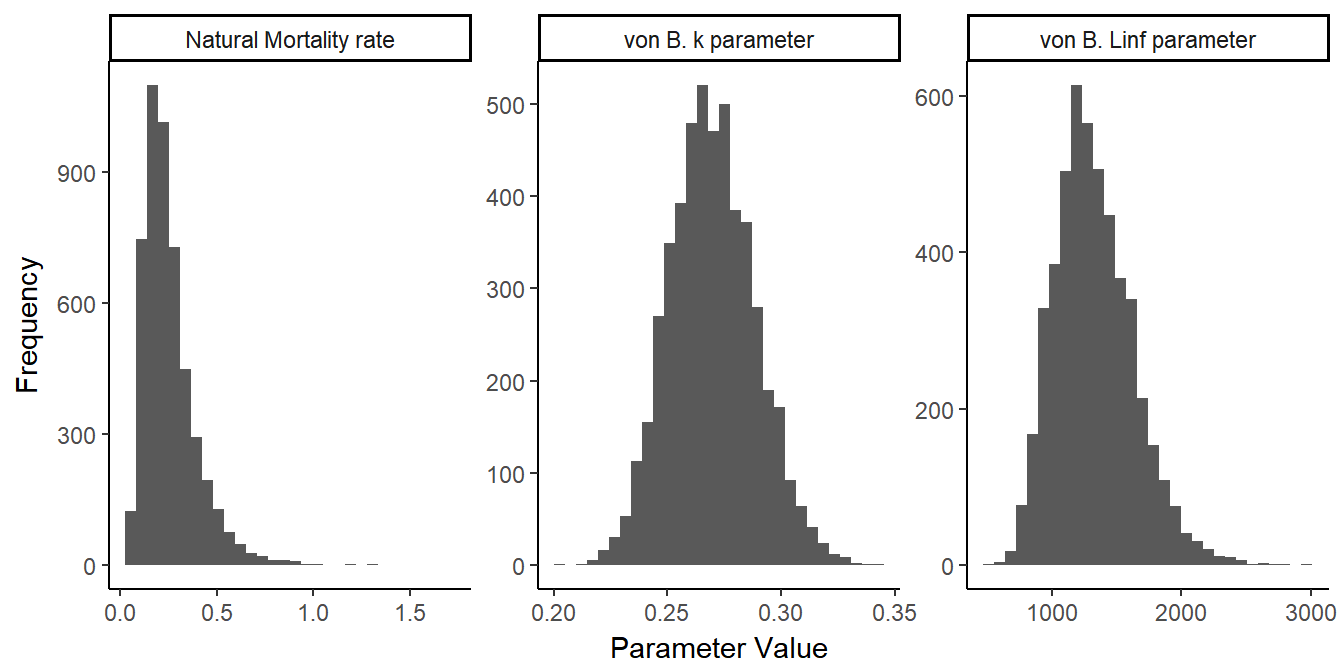 Natural Mortality rate
von B. k parameter
von B. Linf parameter
Frequency
900
600
300
0
500
400
300
200
100
0
600
400
200
0
0.0 0.5 1.0 1.5
0.20 0.25 0.30 0.35
1000 2000 3000
Parameter Value